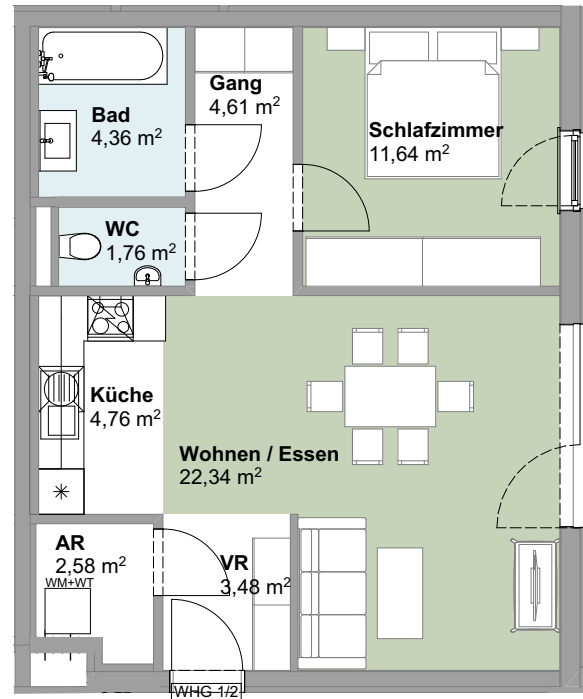 Gang
4,61 m²
Bad
4,36 m²
Schlafzimmer
11,64 m²
WC
1,76 m²
Küche
4,76 m²
Wohnen / Essen
22,34 m²
AR
2,58 m²
WM+WT
VR
3,48 m²
WHG 1/2